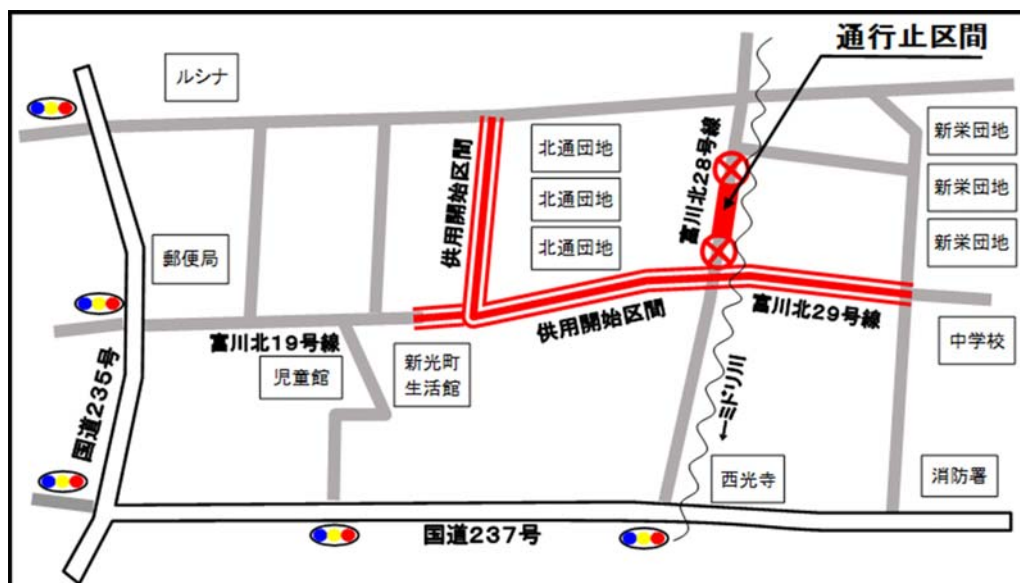 通行止区間
ルシナ
北通団地
北通団地
北通団地
新栄団地
新栄団地
新栄団地
富川北28号線
供用開始区間
郵便局
供用開始区間
富川北29号線
富川北19号線
児童館
新光町
生活館
中学校
国道235号
←ミドリ川
西光寺
消防署
国道237号